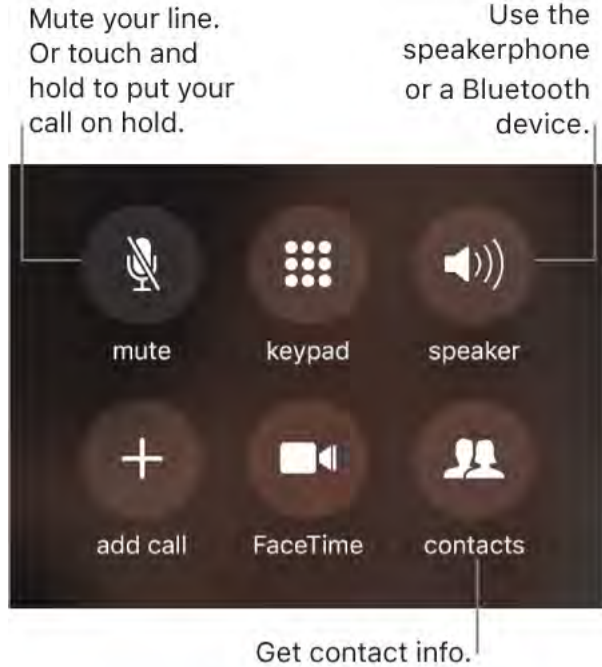 Mute your line.
Or touch and
hold to put your
call on hold.
Use the
speakerphone
or a Bluetooth
device.
mute
keypad
speaker
add call
FaceTime
contacts
Get contact info.